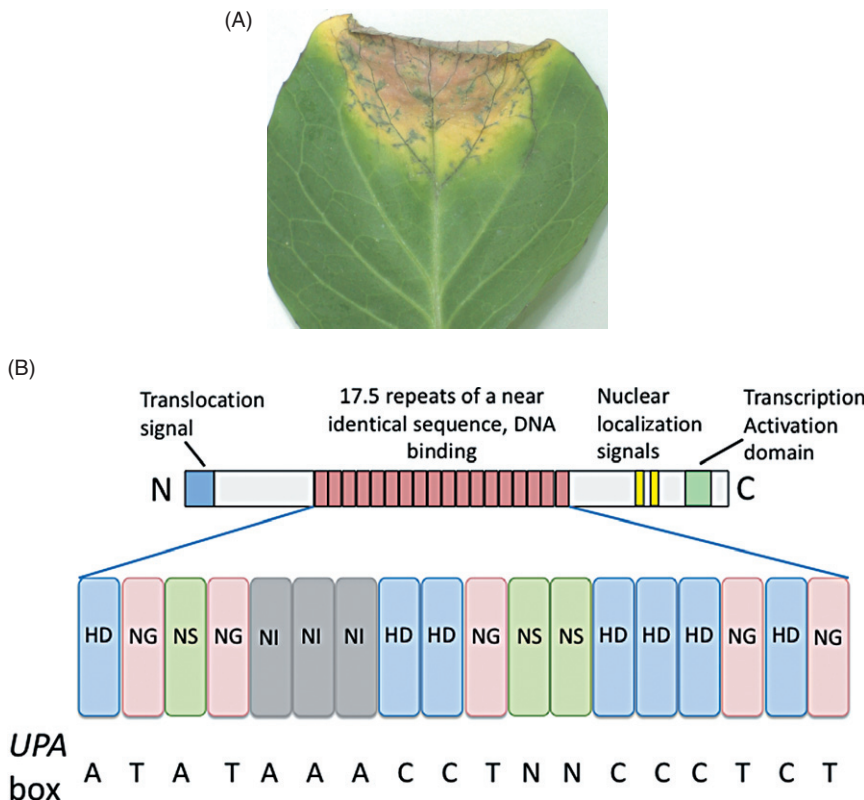 (A)
(B)
Translocation
signal
17.5 repeats of a near
identical sequence, DNA
binding
Nuclear
localization
signals
Transcription
Activation
domain
N
C
HD NG NS NG NI NI NI HD HD NG NS NS HD HD HD NG HD NG
UPA
box
A T A T A A A C C T N N C C C T C T